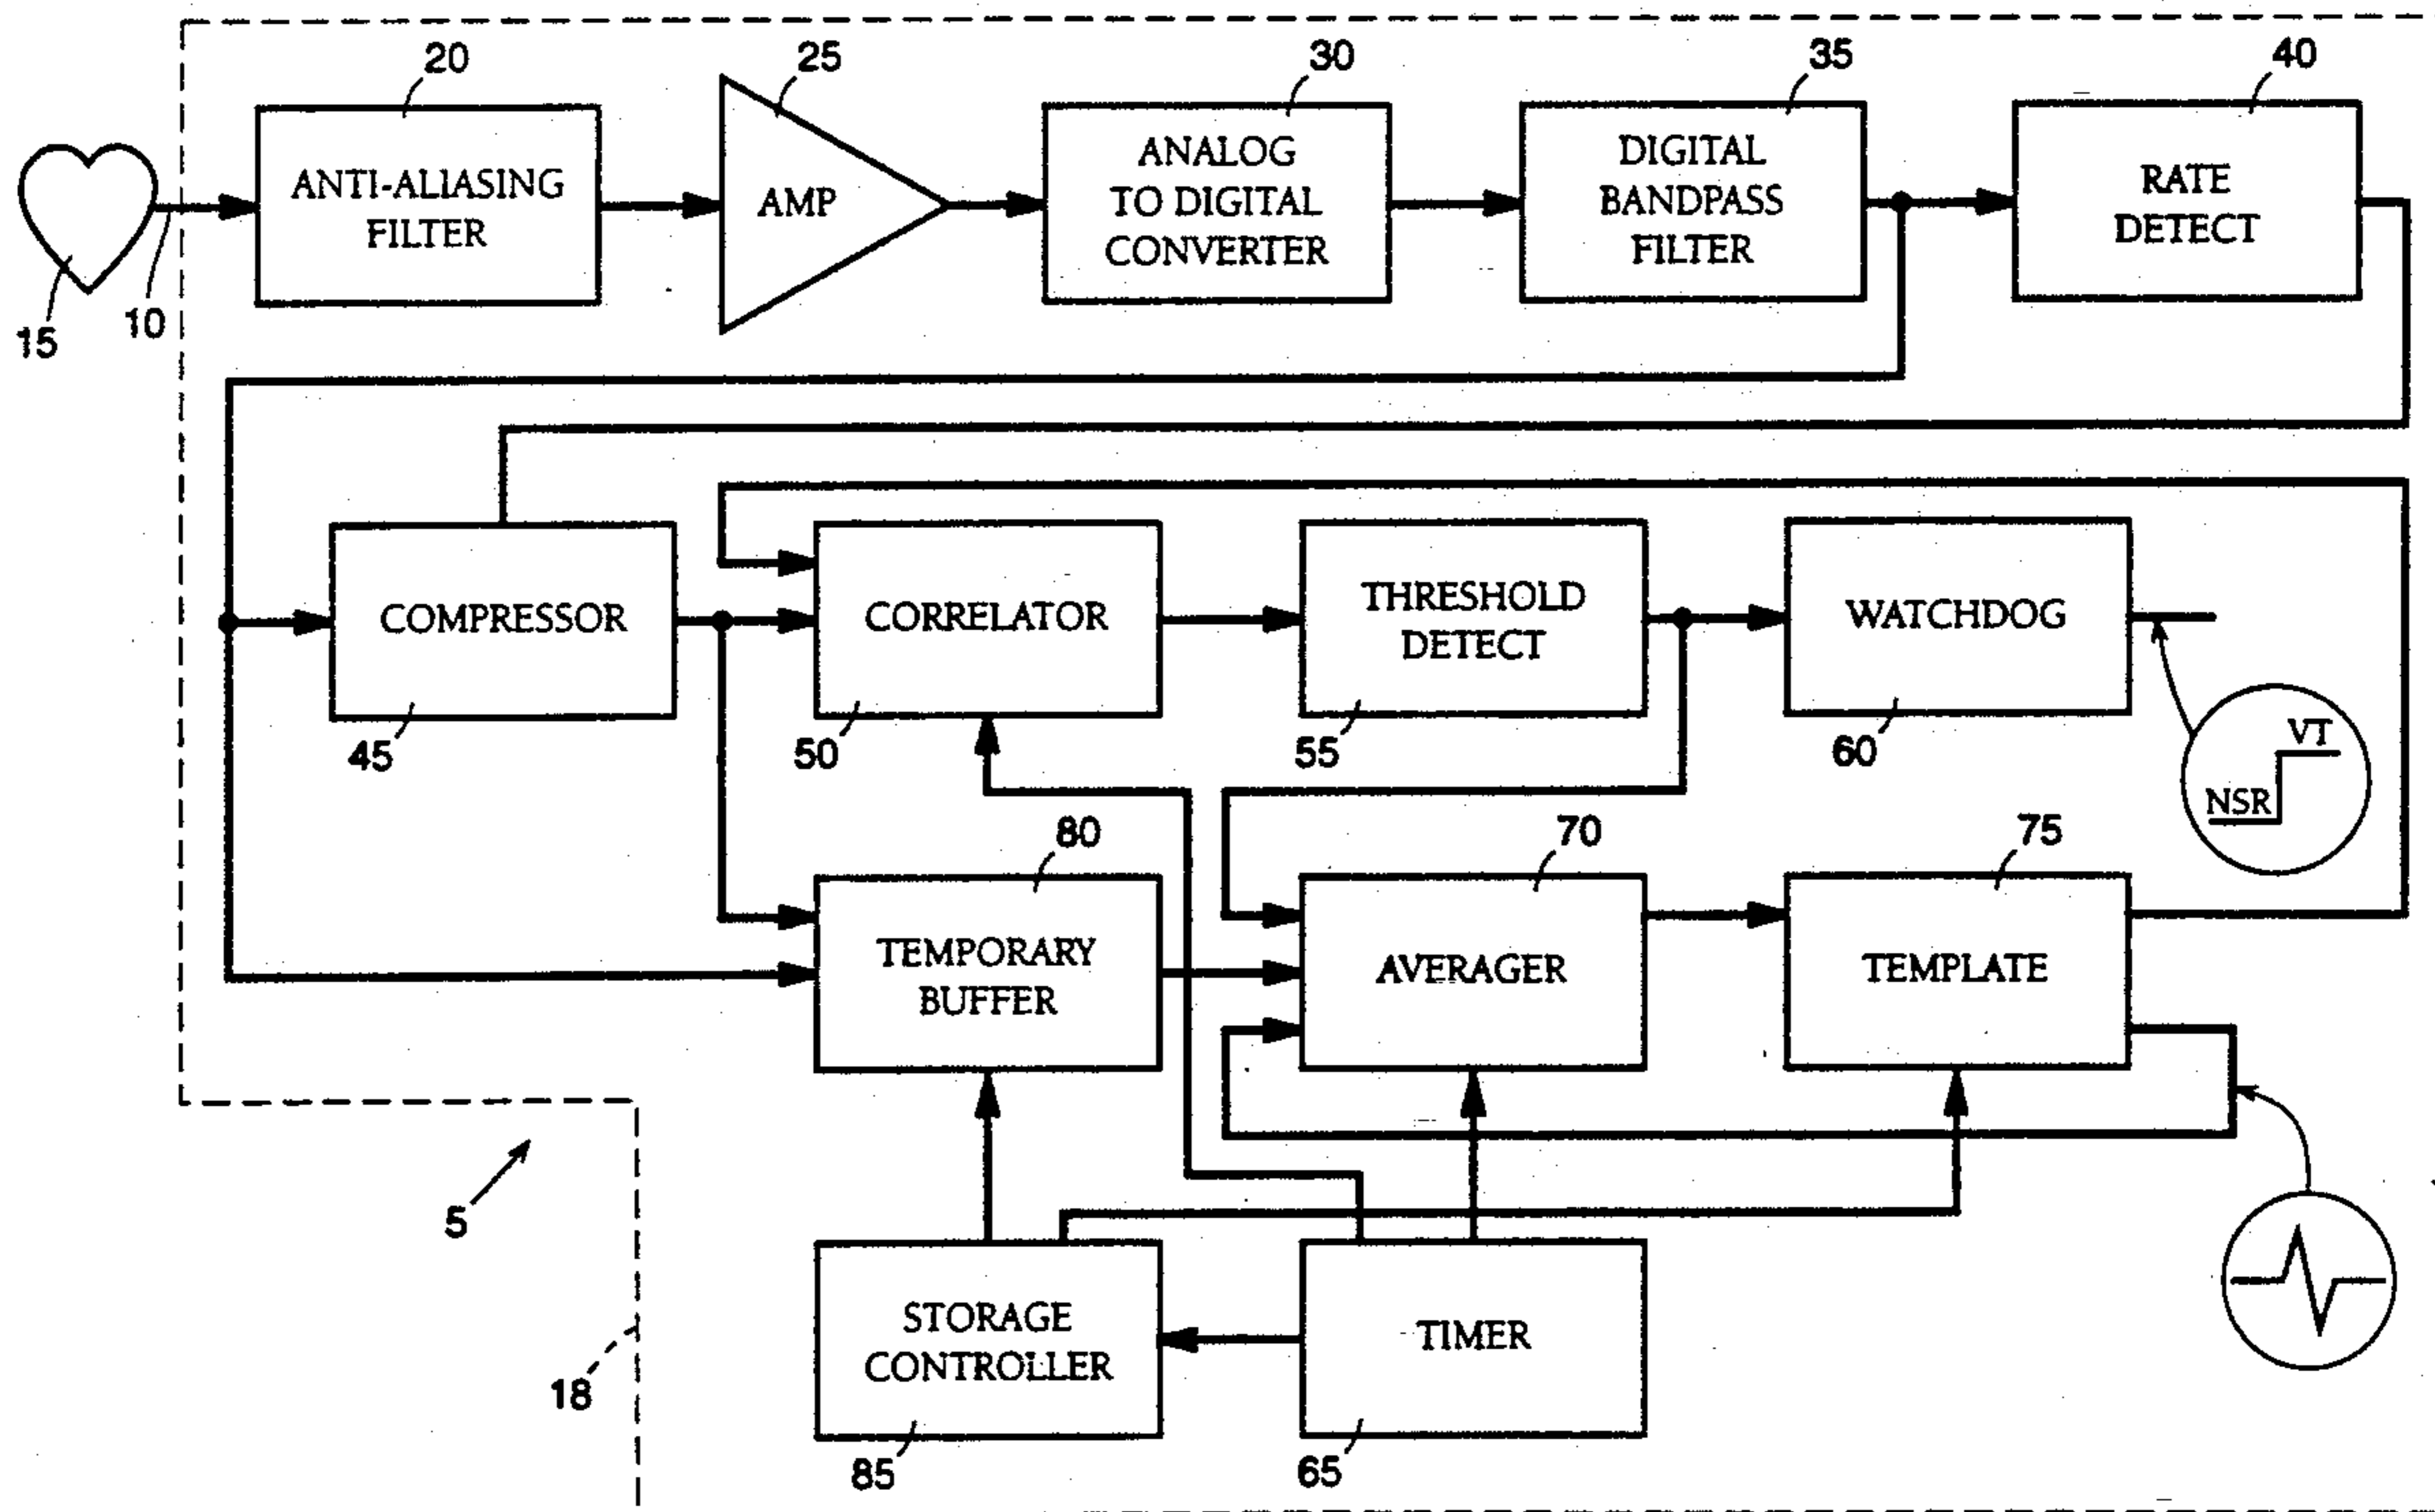 20
25
30
35
40
ANTI-ALIASING
FILTER
AMP
ANALOG
TO DIGITAL
CONVERTER
DIGITAL
BANDPASS
FILTER
RATE
DETECT
15
10
COMPRESSOR
CORRELATOR
THRESHOLD
DETECT
WATCHDOG
45
50
55
60
VT
NSR
80
70
75
TEMPORARY
BUFFER
AVERAGER
TEMPLATE
5
18
STORAGE
CONTROLLER
TIMER
85
65